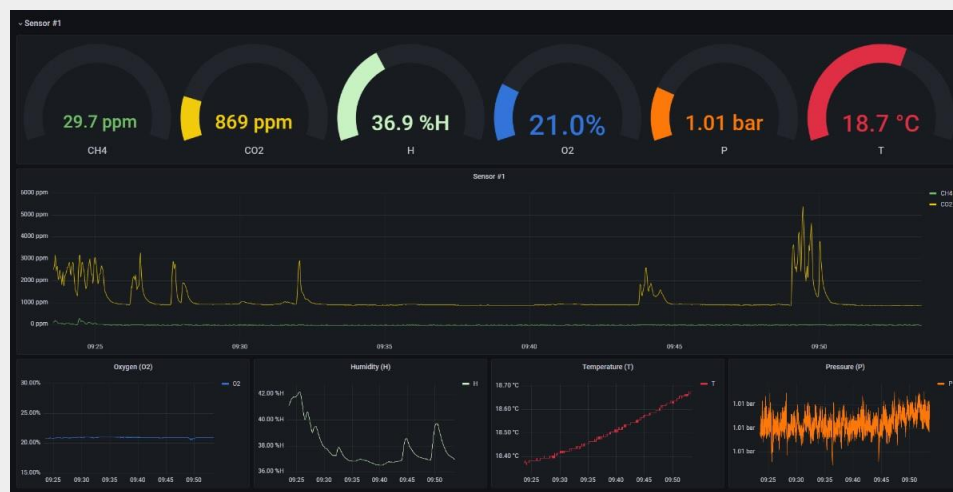 Sensor #1
29.7 ppm
CH4
869 ppm
CO2
36.9 %H
H
21.0%
O2
1.01 bar
P
18.7 °C
T
Sensor #1
6000 ppm
5000 ppm
4000 ppm
3000 ppm
2000 ppm
1000 ppm
0 ppm
09:25 09:30 09:35 09:40 09:45 09:50
CH4
CO2
Oxygen (O2)
30.00%
25.00%
20.00%
15.00%
09:25 09:30 09:35 09:40 09:45 09:50
O2
Humidity (H)
42.00 %H
40.00 %H
38.00 %H
36.00 %H
09:25 09:30 09:35 09:40 09:45 09:50
H
Temperature (T)
18.70 °C
18.60 °C
18.50 °C
18.40 °C
09:25 09:30 09:35 09:40 09:45 09:50
T
Pressure (P)
1.01 bar
1.01 bar
1.01 bar
09:25 09:30 09:35 09:40 09:45 09:50
P